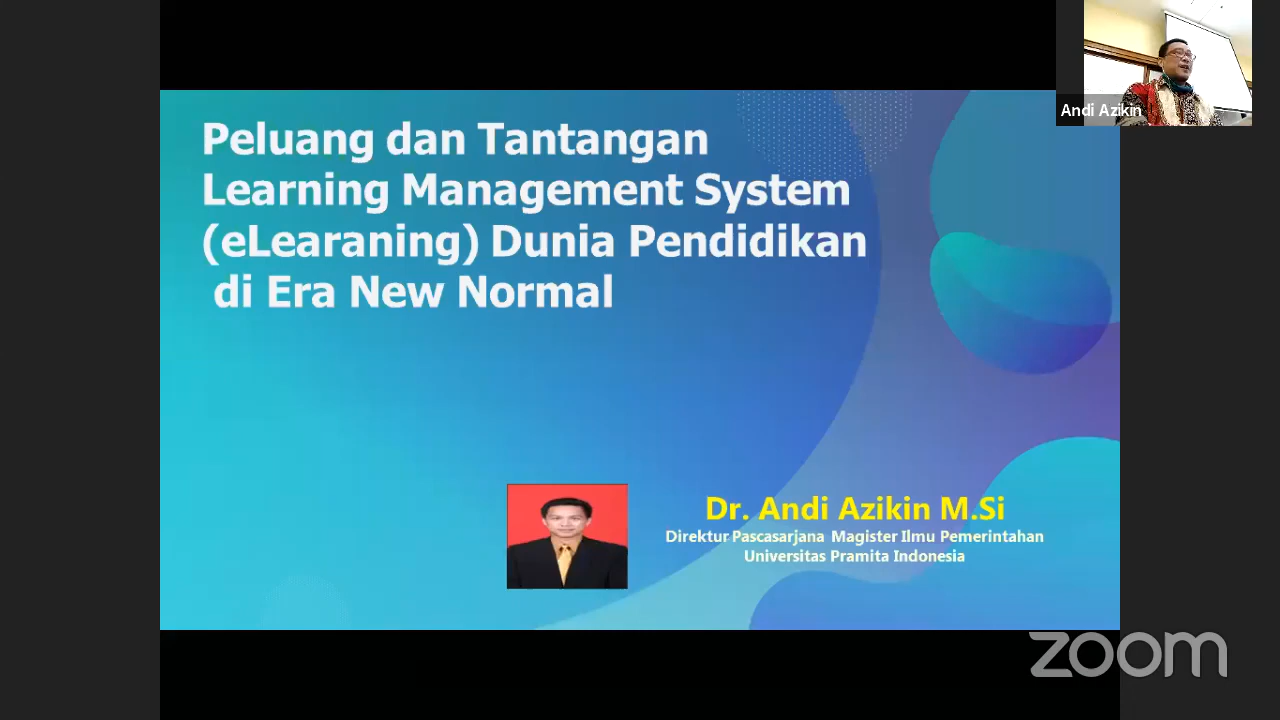 Andi Azikin
Peluang dan Tantangan
Learning Management System
(eLearaning) Dunia Pendidikan
di Era New Normal
Dr. Andi Azikin M.Si
Direktur Pascasarjana Magister Ilmu Pemerintahan
Universitas Pramita Indonesia
zoom